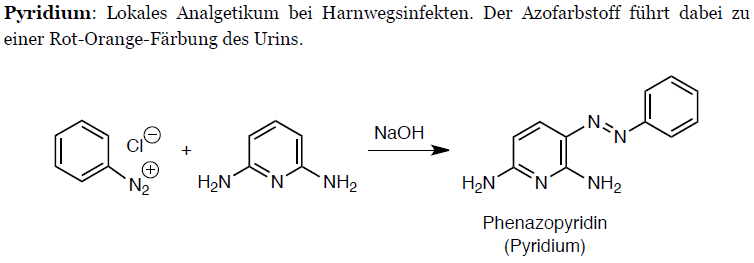 Pyridium: Lokales Analgetikum bei Harnwegsinfekten. Der Azofarbstoff führt dabei zu
einer Rot-Orange-Färbung des Urins.
Cl⊖
N2⊕
+
H2N N NH2
NaOH
N=N
H2N N NH2
Phenazopyridin
(Pyridium)